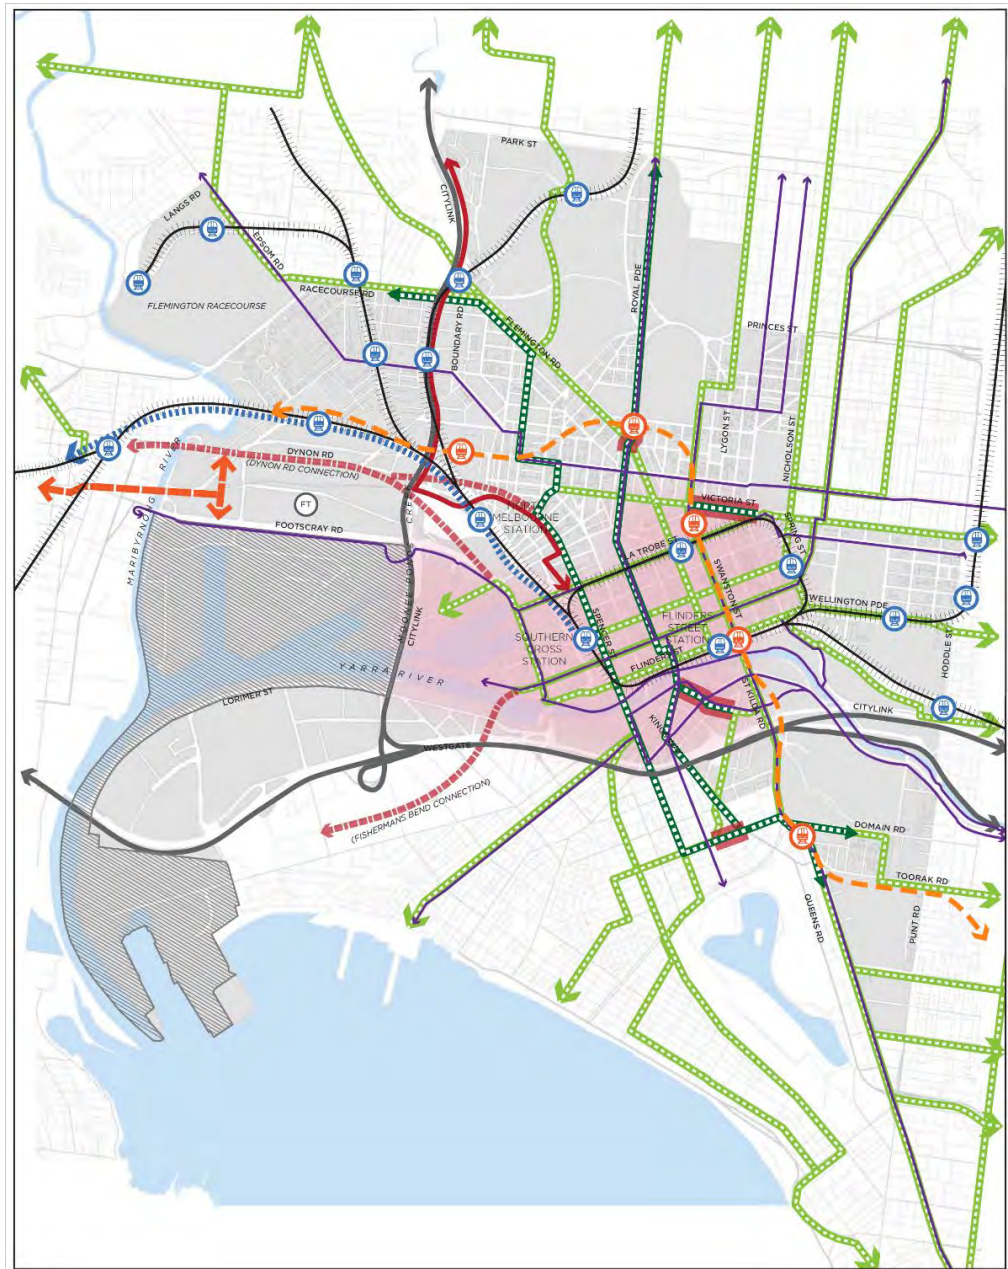 PARK ST
CITYLINK
LANGS RD
EPSOM RD
ROYAL PDE
FLEMINGTON RACECOURSE
RACECOURSE RD
BOUNDARY RD
FLEMINGTON RD
PRINCES ST
LYGON ST
NICHOLSON ST
DYNON RD
(DYNON RD CONNECTION)
MARIBYRNONG RIVER
FT
FOOTSCRAY RD
MELBOURNE
STATION
VICTORIA ST
LA TROBE
SPRING ST
SWANSTON ST
WELLINGTON PDE
HODDLE ST
CITYLINK
SPENCER ST
FLINDERS
STREET
STATION
SOUTHERN
CROSS
STATION
FLINDERS ST
YARRA RIVER
LORIMER ST
ST KILDA RD
CITYLINK
WESTGATE
(FISHERMANS BEND CONNECTION)
DOMAIN RD
TOORAK RD
QUEENS RD
PUNT RD